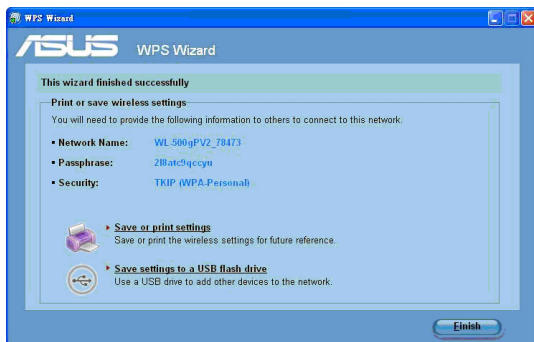 WPS Wizard
ASUS WPS Wizard
This wizard finished successfully
Print or save wireless settings
You will need to provide the following information to others to connect to this network.
▪ Network Name: WL-500gPV2_78473
▪ Passphrase: 2l8atc9qccyu
▪ Security: TKIP (WPA-Personal)
Save or print settings
Save or print the wireless settings for future reference.
Save settings to a USB flash drive
Use a USB drive to add other devices to the network.
Finish